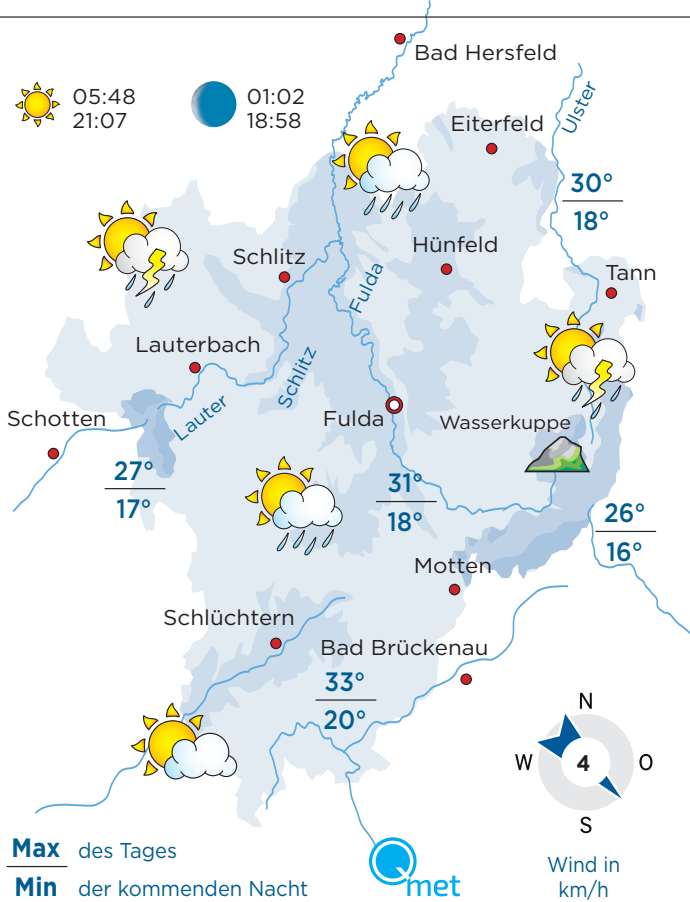 Bad Hersfeld
05:48
21:07
01:02
18:58
Ulster
Eiterfeld
30°
18°
Schlitz
Hünfeld
Tann
Fulda
Lauterbach
Schlitz
Lauter
Schotten
Fulda
Wasserkuppe
27°
17°
31°
18°
26°
16°
Motten
Schlüchtern
Bad Brückenau
33°
20°
N
W 4 O
S
Max des Tages
Min der kommenden Nacht
Qmet
Wind in
km/h